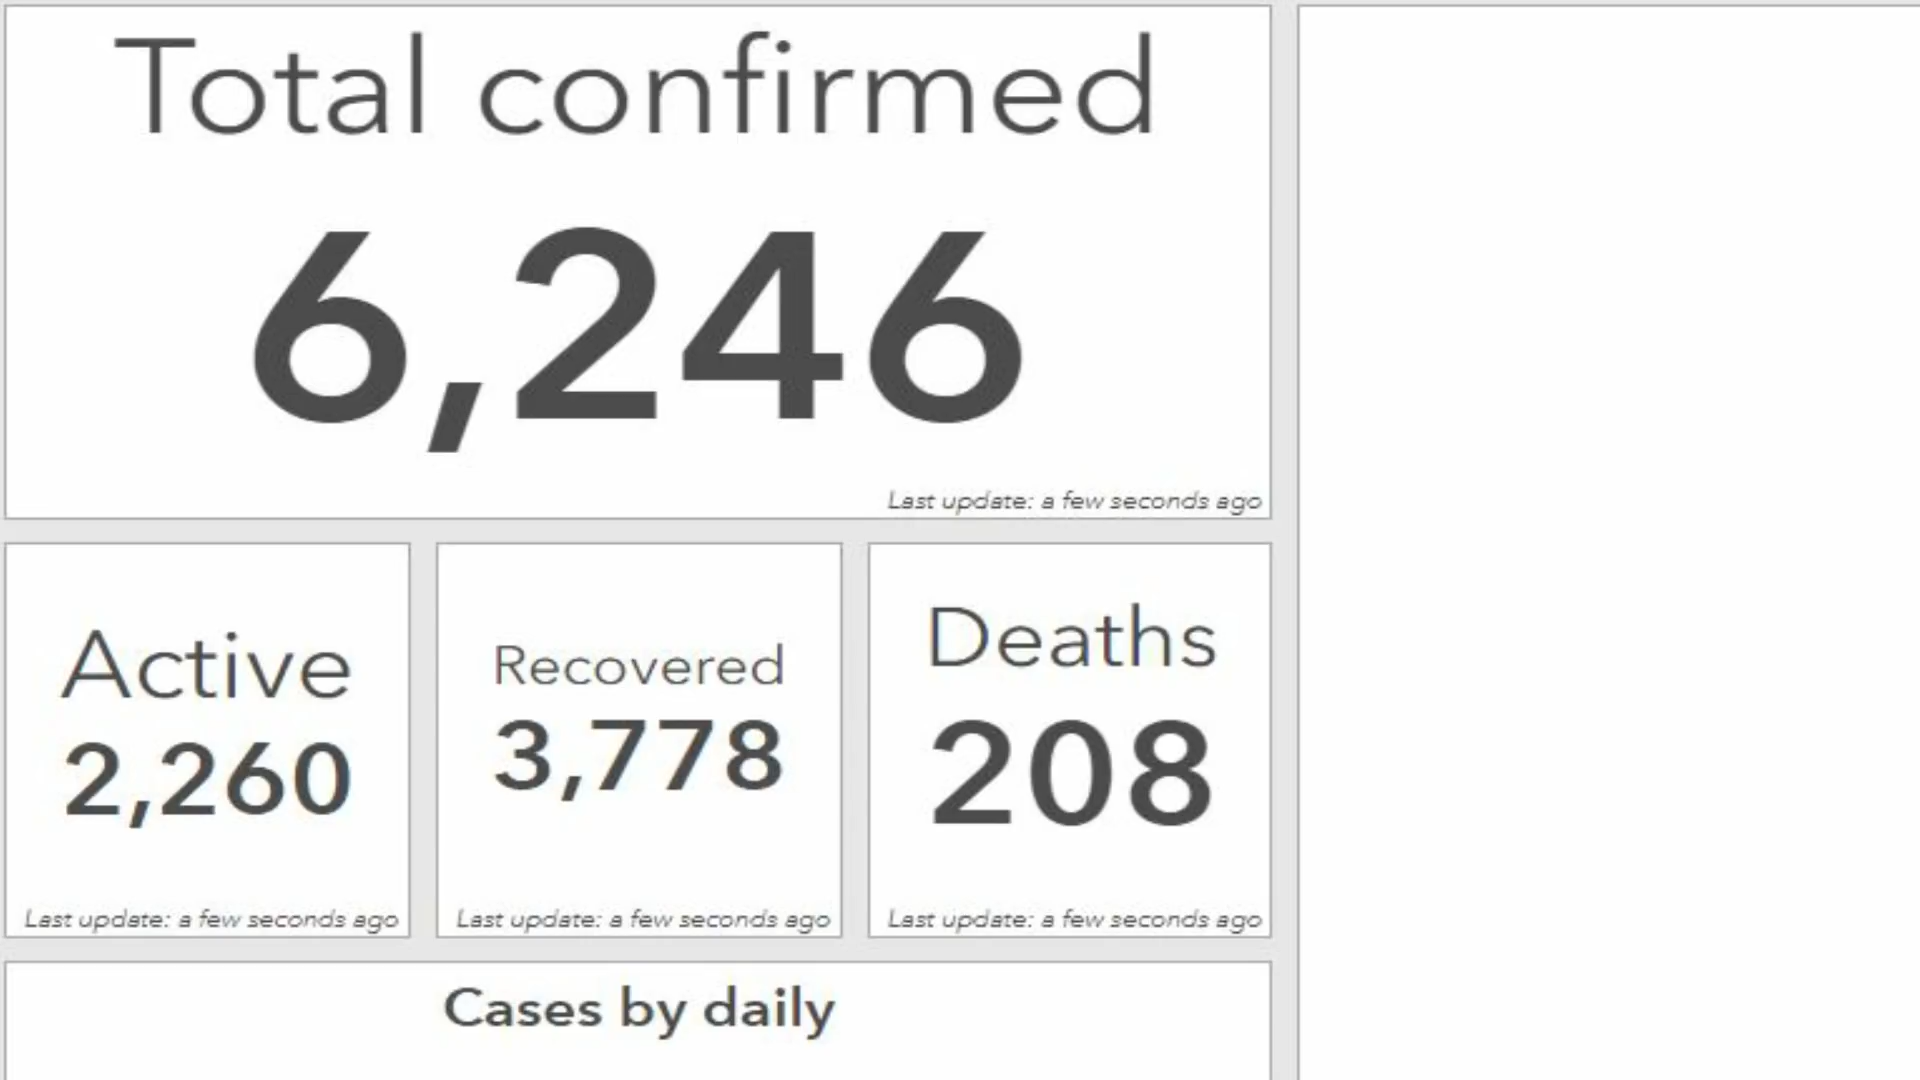 Total confirmed
6,246
Last update: a few seconds ago
Active
2,260
Last update: a few seconds ago
Recovered
3,778
Last update: a few seconds ago
Deaths
208
Last update: a few seconds ago
Cases by daily